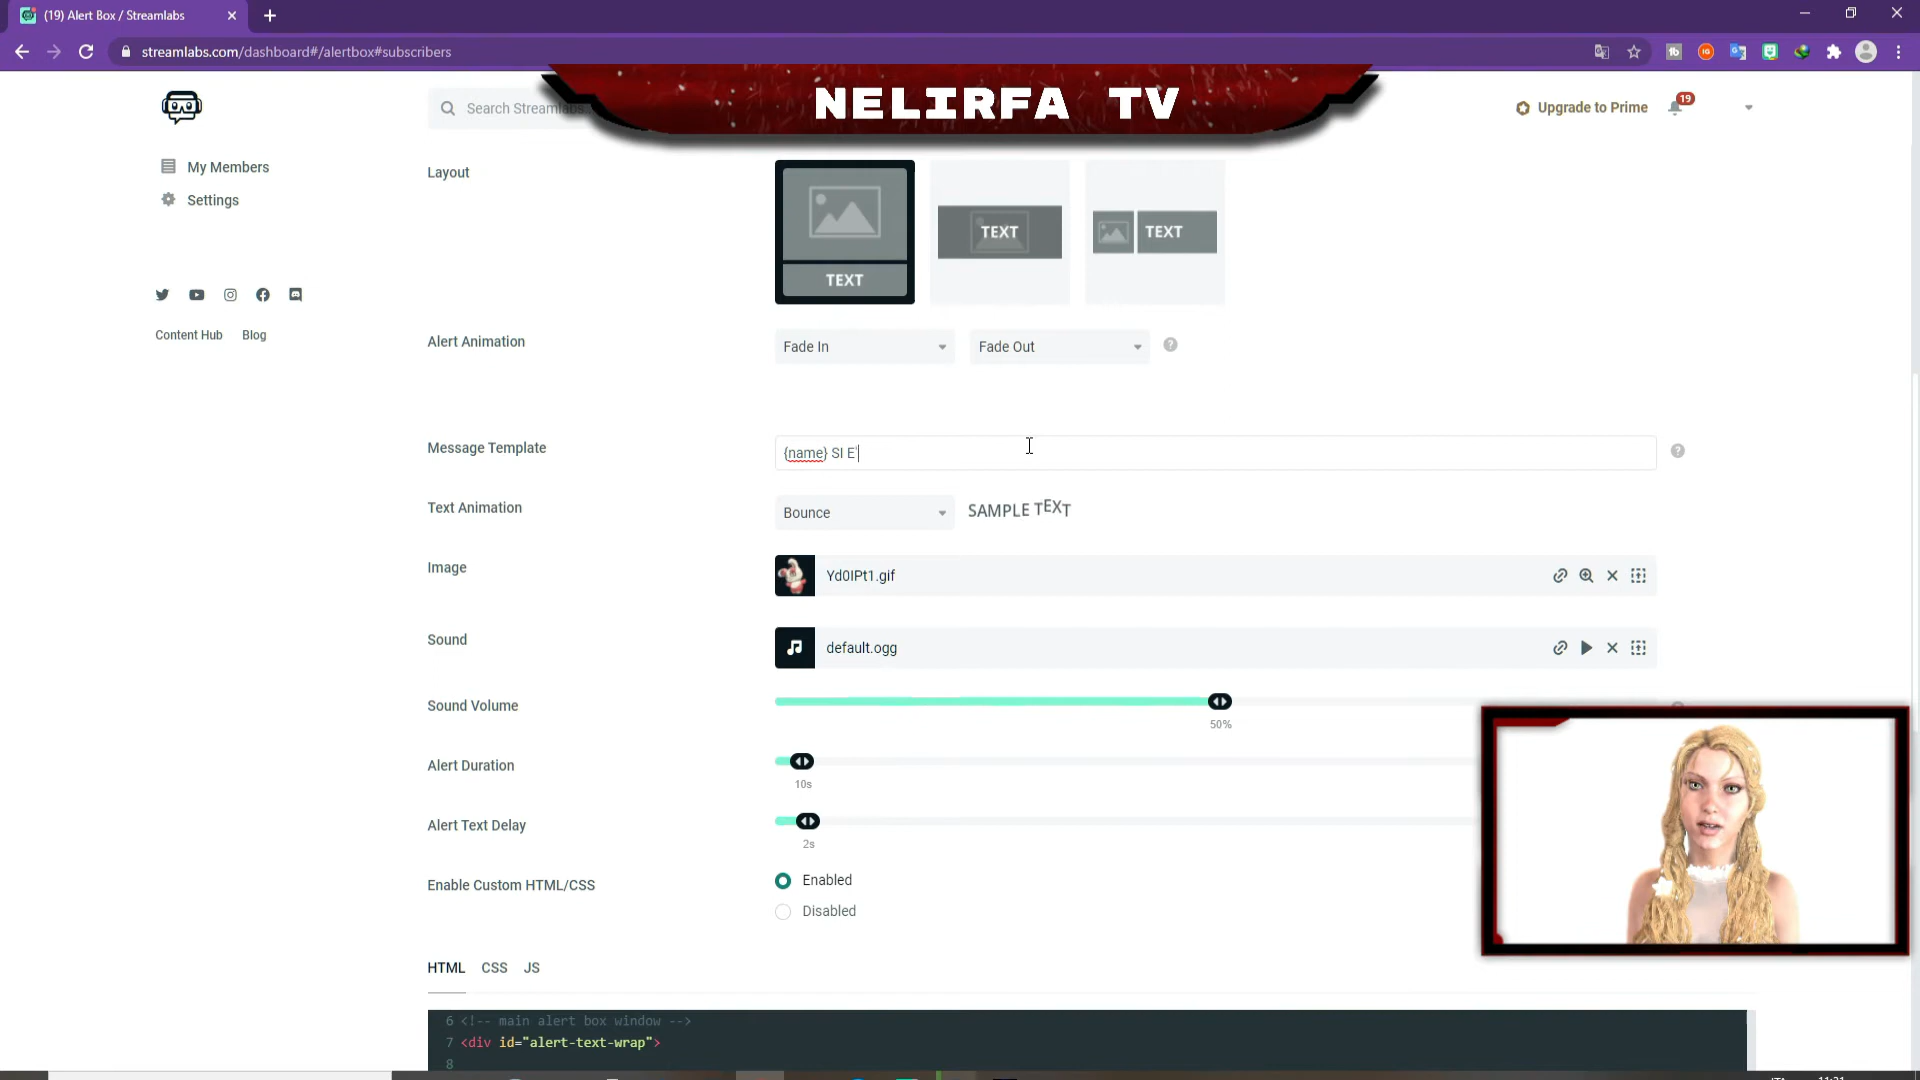 (19) Alert Box / Streamlabs
streamlabs.com/dashboard#/alertbox#subscribers
NELIRFA TV
Search Streamlabs
Upgrade to Prime
19
My Members
Settings
Content Hub
Blog
Layout
TEXT
TEXT
TEXT
Alert Animation
Fade In
Fade Out
Message Template
{name} SI E'
Text Animation
Bounce
SAMPLE TEXT
Image
Yd0IPt1.gif
Sound
default.ogg
Sound Volume
50%
Alert Duration
10s
Alert Text Delay
2s
Enable Custom HTML/CSS
Enabled
Disabled
HTML CSS JS
6 <!-- main alert box window -->
7 <div id="alert-text-wrap">
8